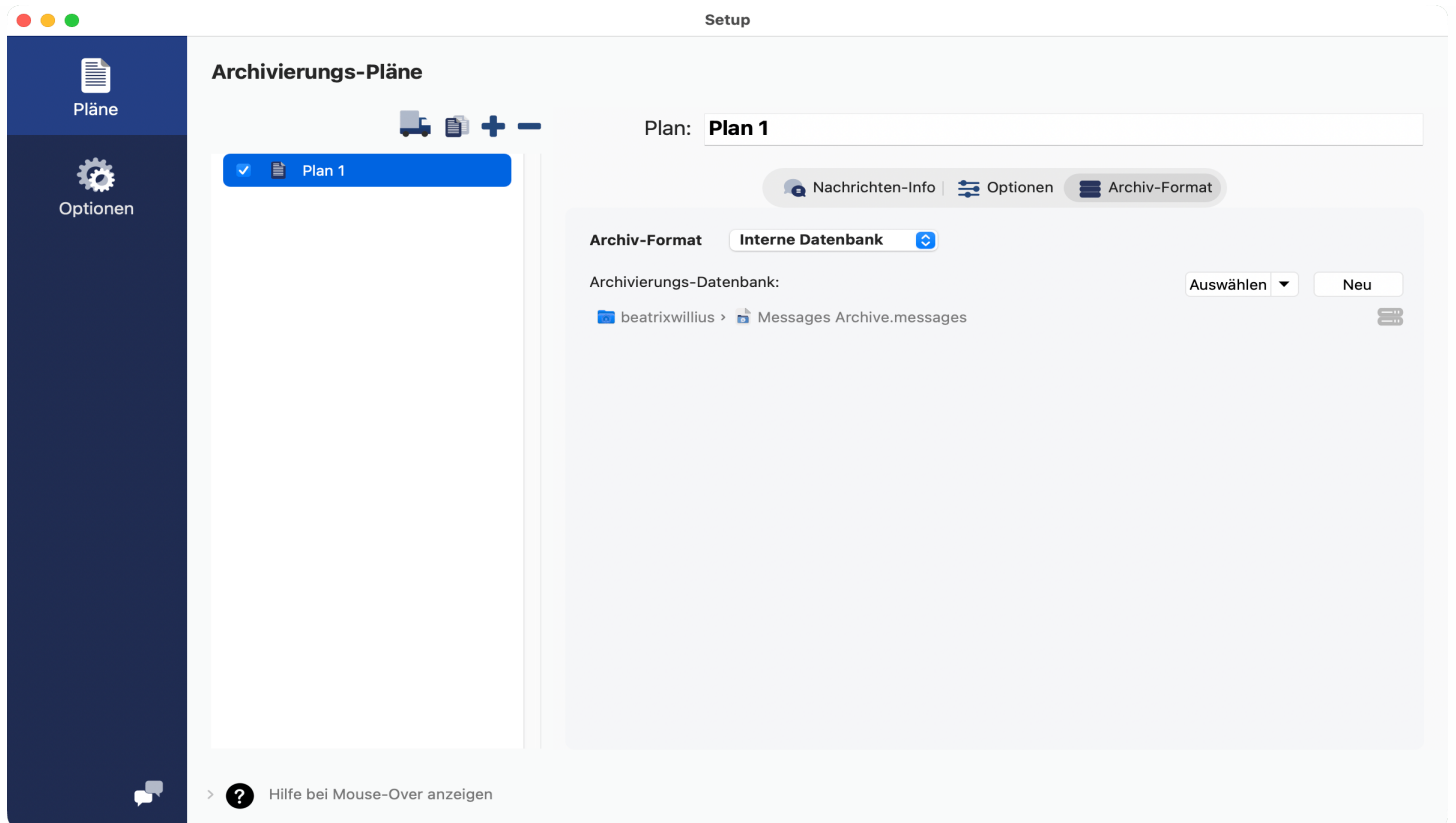 Setup
Pläne
Optionen
Archivierungs-Pläne
Plan 1
Plan: Plan 1
Nachrichten-Info Optionen Archiv-Format
Archiv-Format Interne Datenbank
Archivierungs-Datenbank: Auswählen Neu
beatrixwillius › Messages Archive.messages
? Hilfe bei Mouse-Over anzeigen